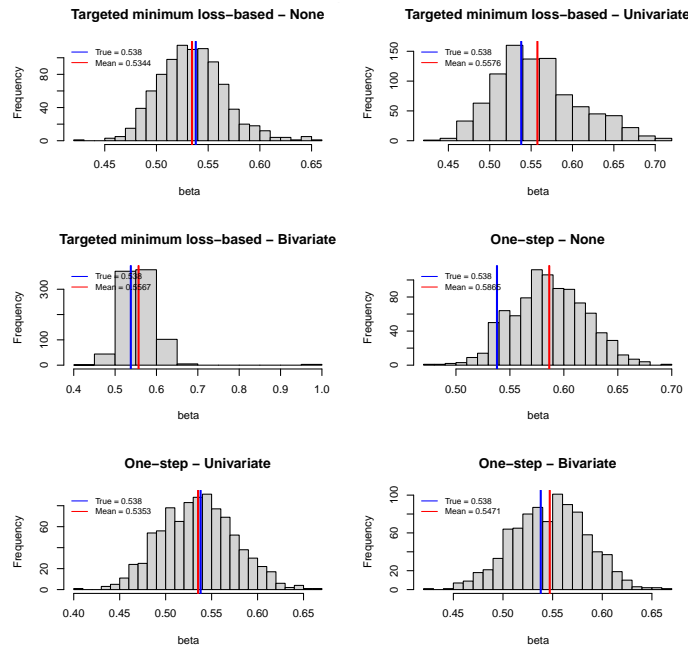 Targeted minimum loss−based − None
True = 0.538
Mean = 0.5344
Frequency
0
40
80
0.45
0.50
0.55
0.60
0.65
beta
Targeted minimum loss−based − Univariate
True = 0.538
Mean = 0.5576
Frequency
0
50
100
150
0.45
0.50
0.55
0.60
0.65
0.70
beta
Targeted minimum loss−based − Bivariate
True = 0.538
Mean = 0.5567
Frequency
0
100
300
0.4
0.5
0.6
0.7
0.8
0.9
1.0
beta
One−step − None
True = 0.538
Mean = 0.5865
Frequency
0
40
80
0.50
0.55
0.60
0.65
0.70
beta
One−step − Univariate
True = 0.538
Mean = 0.5353
Frequency
0
20
60
0.40
0.45
0.50
0.55
0.60
0.65
beta
One−step − Bivariate
True = 0.538
Mean = 0.5471
Frequency
0
20
60
100
0.45
0.50
0.55
0.60
0.65
beta